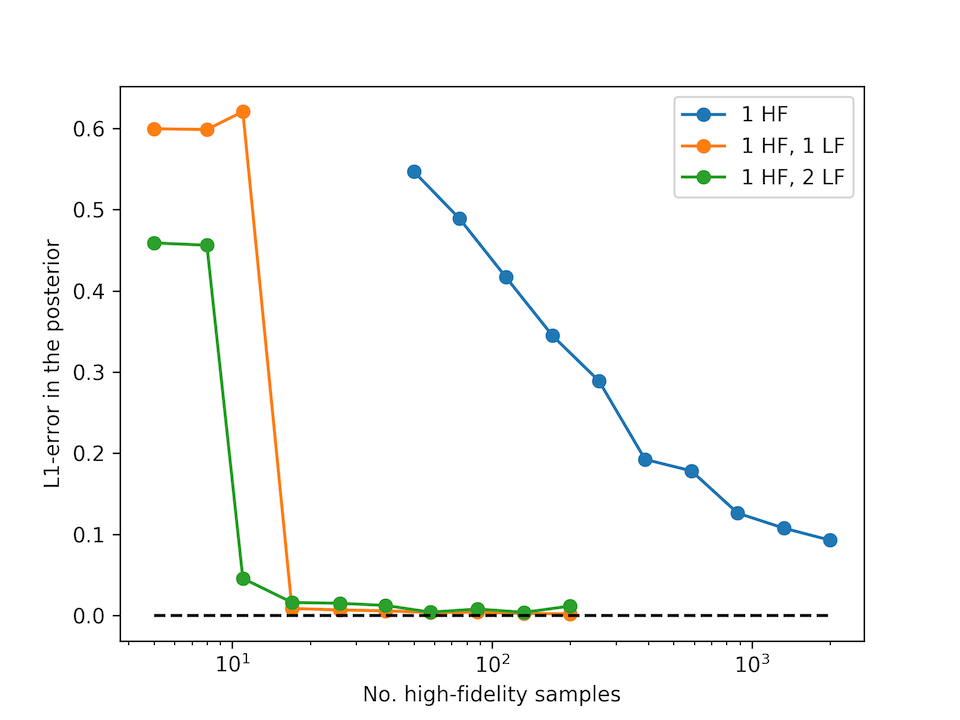 1 HF
1 HF, 1 LF
1 HF, 2 LF
L1-error in the posterior
0.6
0.5
0.4
0.3
0.2
0.1
0.0
10¹ 10² 10³
No. high-fidelity samples